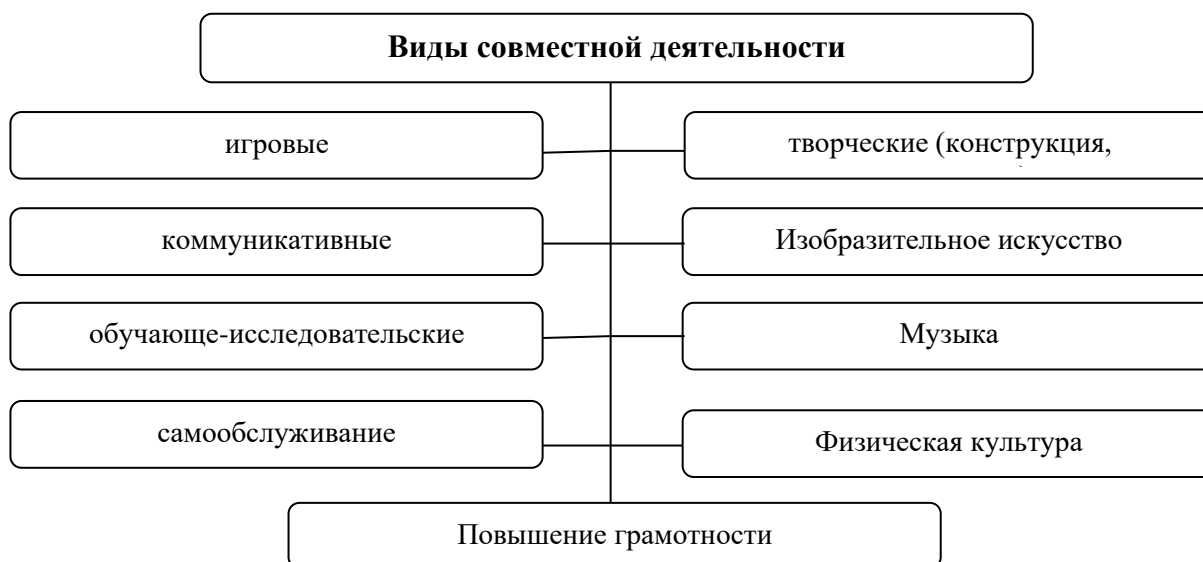 Виды совместной деятельности
игровые
творческие (конструкция,
коммуникативные
Изобразительное искусство
обучающе-исследовательские
Музыка
самообслуживание
Физическая культура
Повышение грамотности